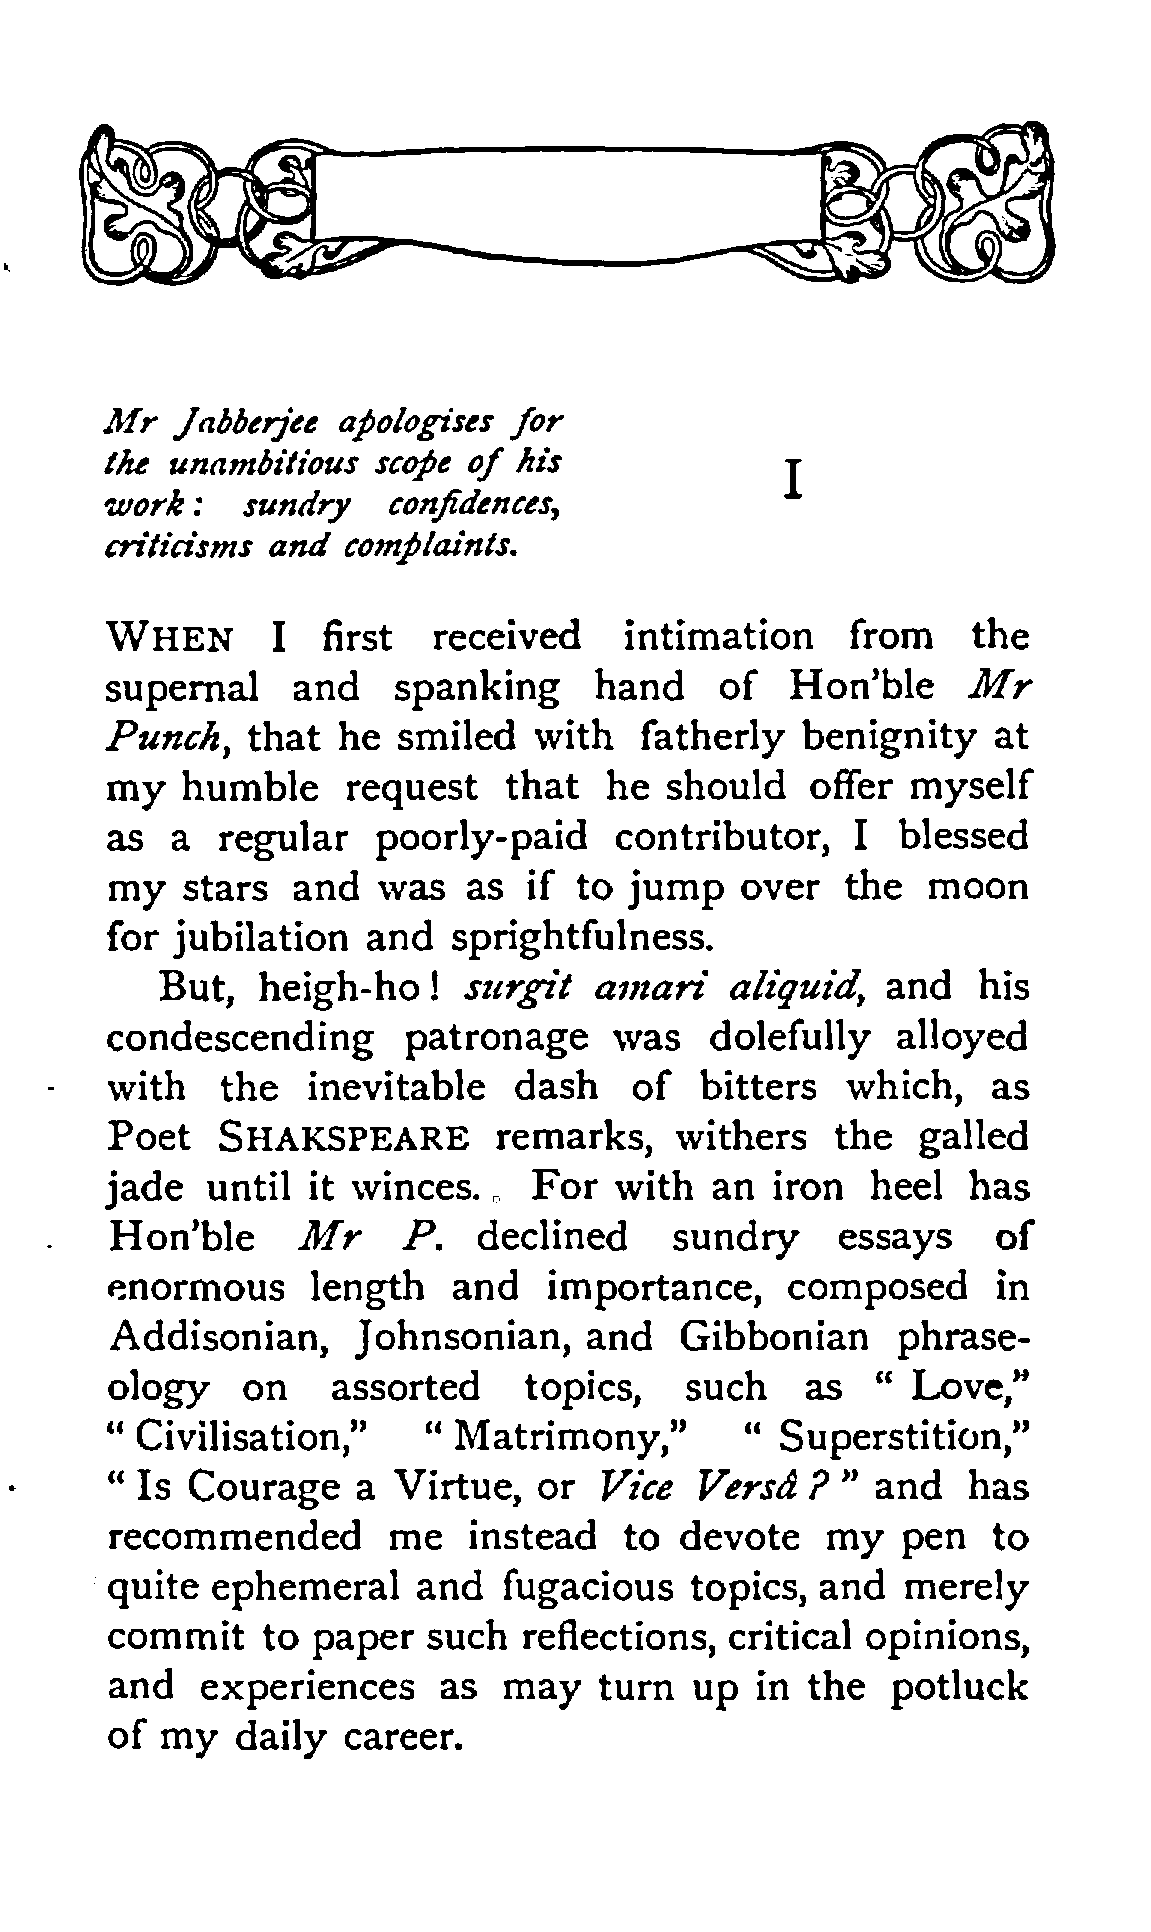 Mr Jabberjee apologises for
the unambitious scope of his
work: sundry confidences,
criticisms and complaints.
I
WHEN I first received intimation from the
supernal and spanking hand of Hon'ble Mr
Punch, that he smiled with fatherly benignity at
my humble request that he should offer myself
as a regular poorly-paid contributor, I blessed
my stars and was as if to jump over the moon
for jubilation and sprightfulness.
But, heigh-ho! surgit amari aliquid, and his
condescending patronage was dolefully alloyed
with the inevitable dash of bitters which, as
Poet SHAKSPEARE remarks, withers the galled
jade until it winces. For with an iron heel has
Hon'ble Mr P. declined sundry essays of
enormous length and importance, composed in
Addisonian, Johnsonian, and Gibbonian phrase-
ology on assorted topics, such as “Love,”
“Civilisation,” “Matrimony,” “Superstition,”
“Is Courage a Virtue, or Vice Versâ?” and has
recommended me instead to devote my pen to
quite ephemeral and fugacious topics, and merely
commit to paper such reflections, critical opinions,
and experiences as may turn up in the potluck
of my daily career.